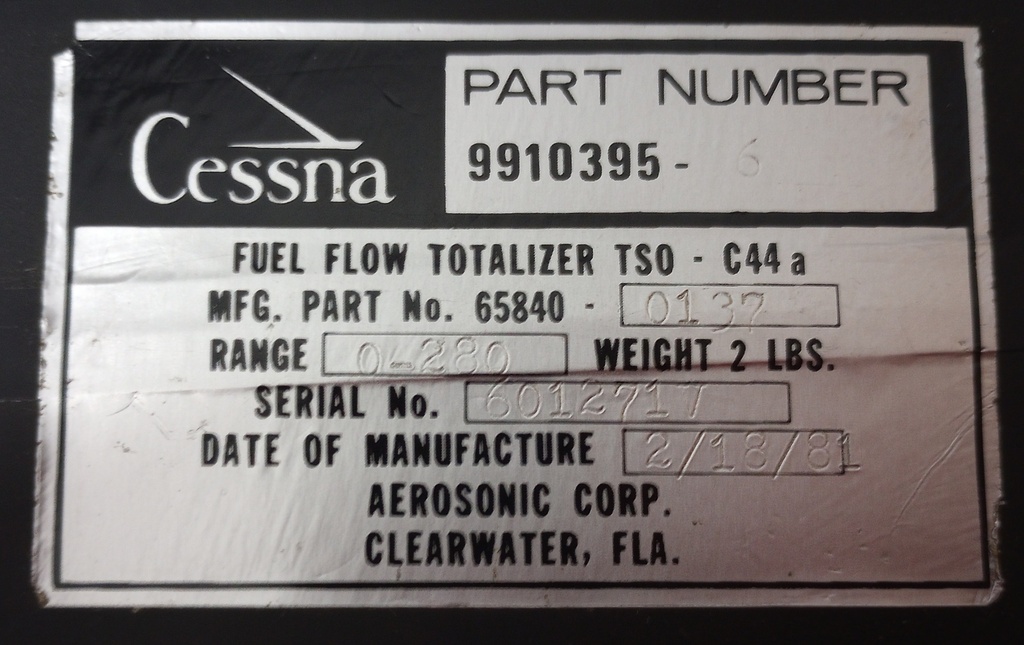 Cessna
PART NUMBER
9910395 - 6
FUEL FLOW TOTALIZER TSO - C44 a
MFG. PART No. 65840 - 0137
RANGE 0-280 WEIGHT 2 LBS.
SERIAL No. 6012717
DATE OF MANUFACTURE 2/18/81
AEROSONIC CORP.
CLEARWATER, FLA.